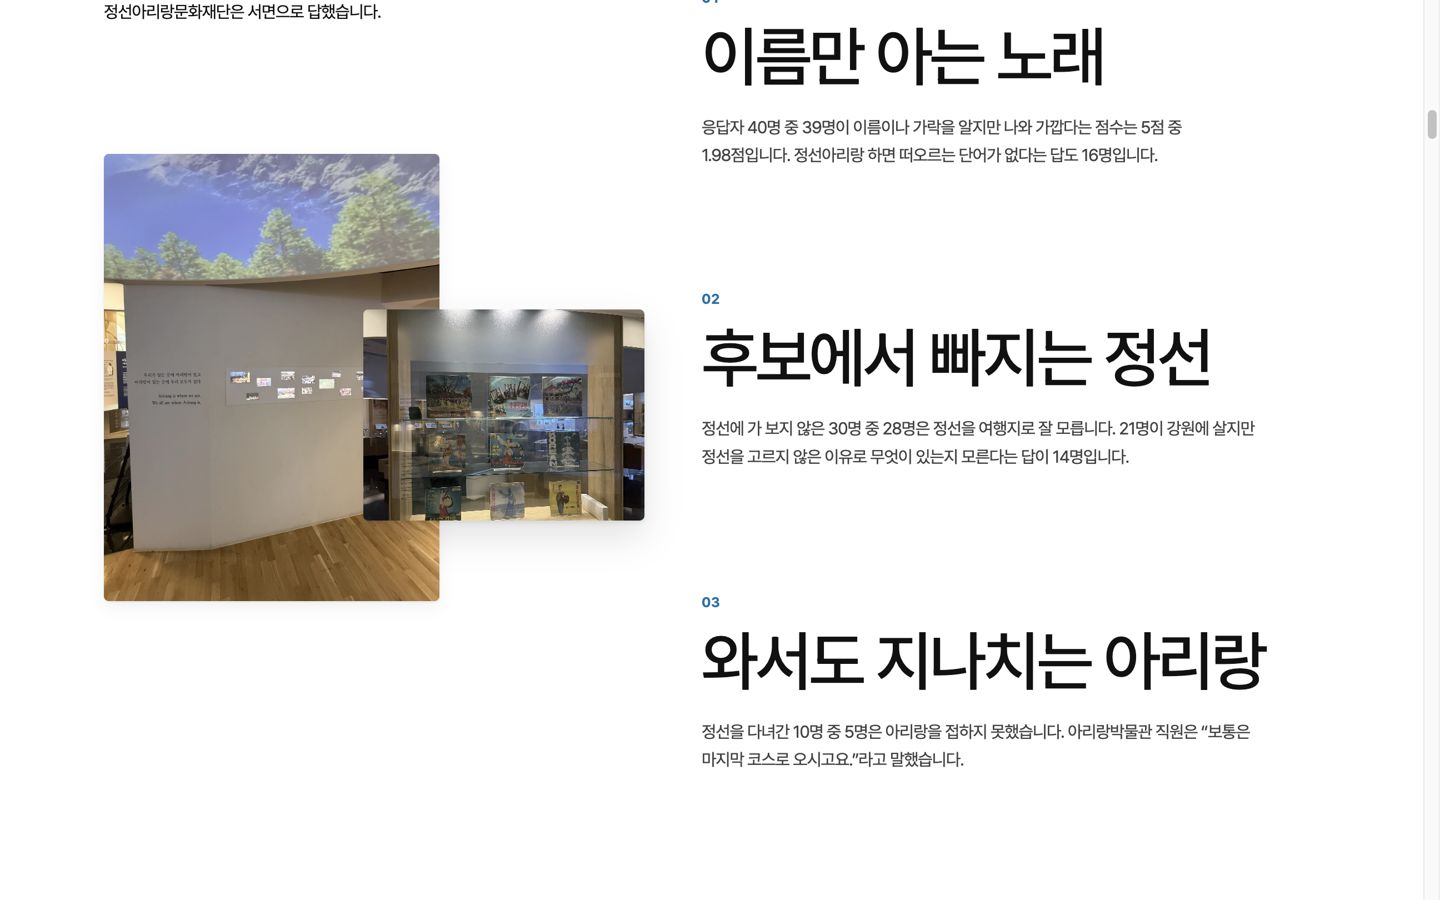 정선아리랑문화재단은 서면으로 답했습니다.
이름만 아는 노래
응답자 40명 중 39명이 이름이나 가락을 알지만 나와 가깝다는 점수는 5점 중
1.98점입니다. 정선아리랑 하면 떠오르는 단어가 없다는 답도 16명입니다.
02
후보에서 빠지는 정선
정선에 가 보지 않은 30명 중 28명은 정선을 여행지로 잘 모릅니다. 21명이 강원에 살지만
정선을 고르지 않은 이유로 무엇이 있는지 모른다는 답이 14명입니다.
03
와서도 지나치는 아리랑
정선을 다녀간 10명 중 5명은 아리랑을 접하지 못했습니다. 아리랑박물관 직원은 “보통은
마지막 코스로 오시고요.”라고 말했습니다.